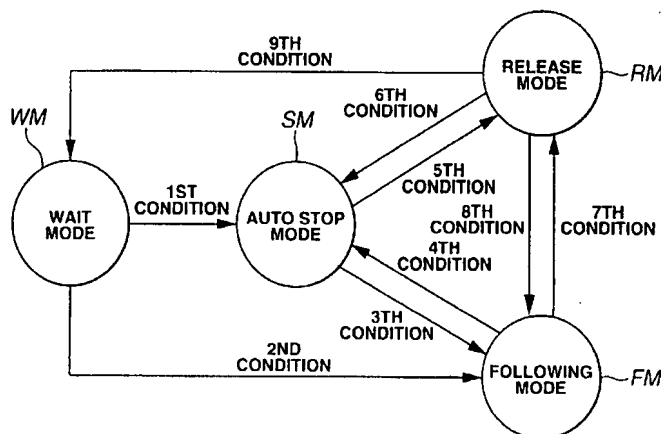 9TH
CONDITION
RELEASE
MODE
RM
6TH
CONDITION
WM
SM
5TH
CONDITION
1ST
CONDITION
WAIT
MODE
AUTO STOP
MODE
8TH
CONDITION
7TH
CONDITION
4TH
CONDITION
3TH
CONDITION
2ND
CONDITION
FOLLOWING
MODE
FM